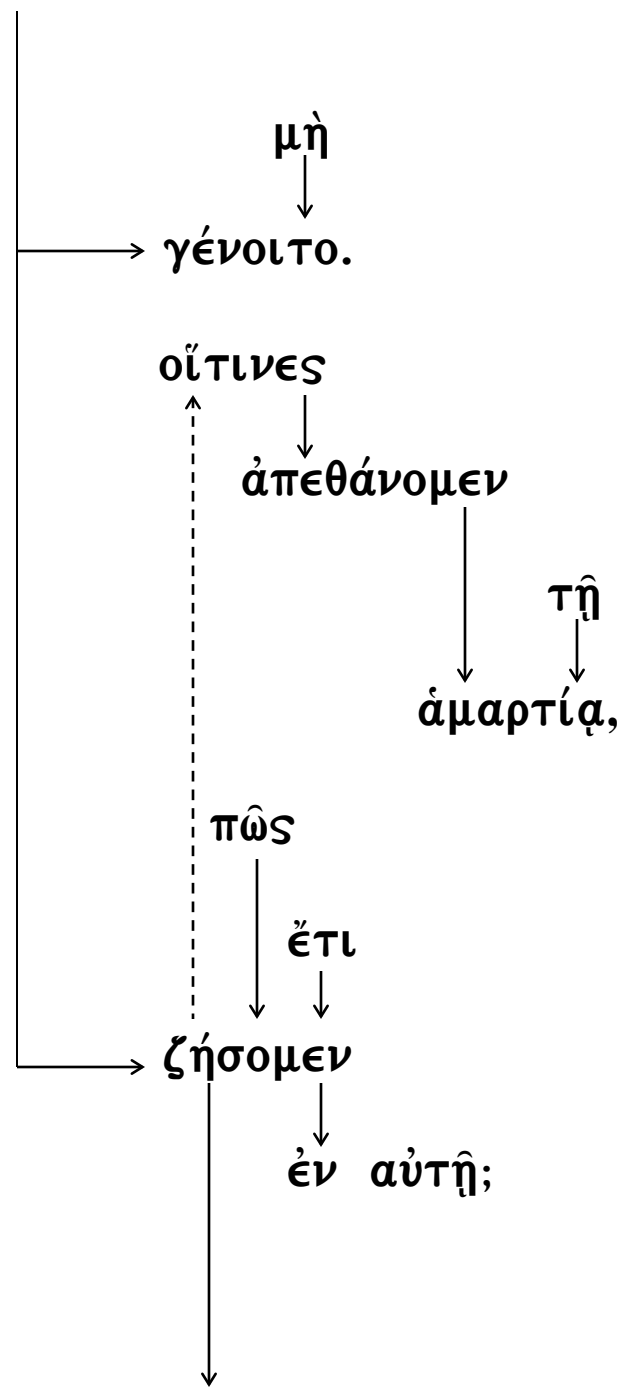 μὴ
γένοιτο.
οἵτινες
ἀπεθάνομεν
τῇ
ἁμαρτίᾳ,
πῶς
ἔτι
ζήσομεν
ἐν αὐτῇ;